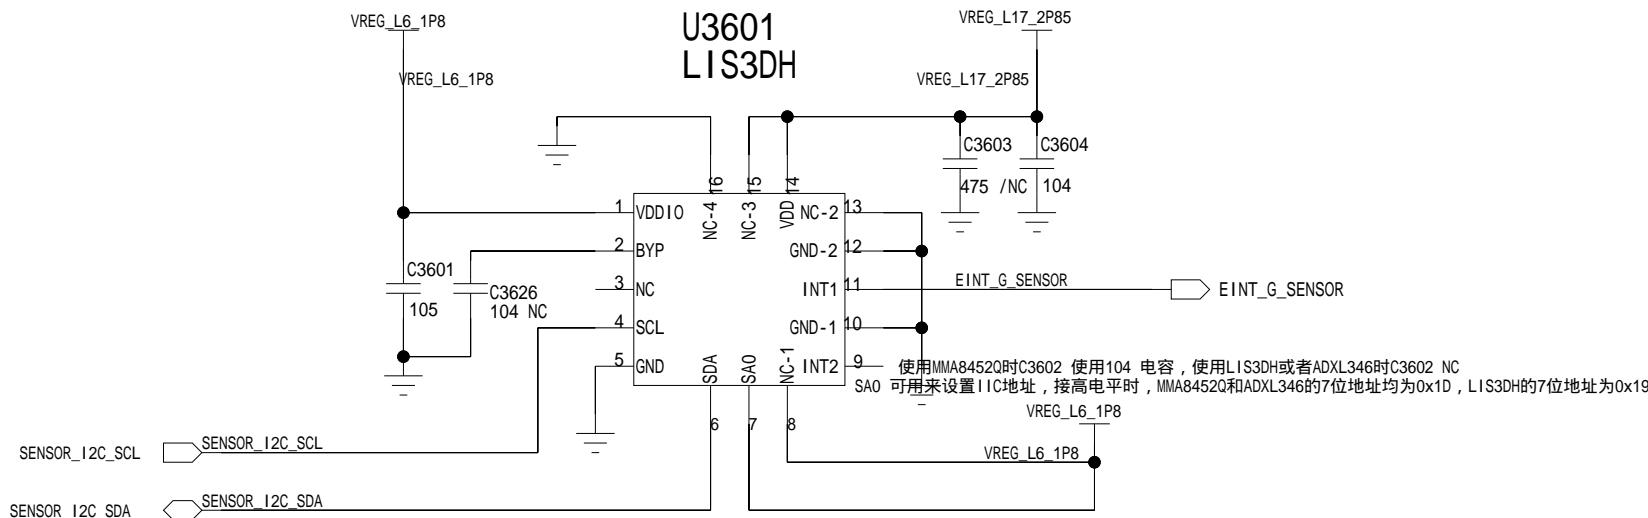 VREG_L6_1P8
U3601
LIS3DH
VREG_L17_2P85
VREG_L6_1P8
VREG_L17_2P85
C3603
C3604
475 /NC
104
16
15
14
NC-4
NC-3
VDD
1
VDDIO
NC-2
13
2
BYP
GND-2
12
C3601
105
C3626
104 NC
3
NC
INT1
11
EINT_G_SENSOR
EINT_G_SENSOR
4
SCL
GND-1
10
5
GND
SDA
SAO
NC-1
INT2
9
使用MMA8452Q时C3602 使用104 电容，使用LIS3DH或者ADXL346时C3602 NC
SAO 可用来设置IIC地址，接高电平时，MMA8452Q和ADXL346的7位地址均为0x1D，LIS3DH的7位地址为0x19
6
7
8
VREG_L6_1P8
VREG_L6_1P8
SENSOR_I2C_SCL
SENSOR_I2C_SCL
SENSOR_I2C_SDA
SENSOR_I2C_SDA